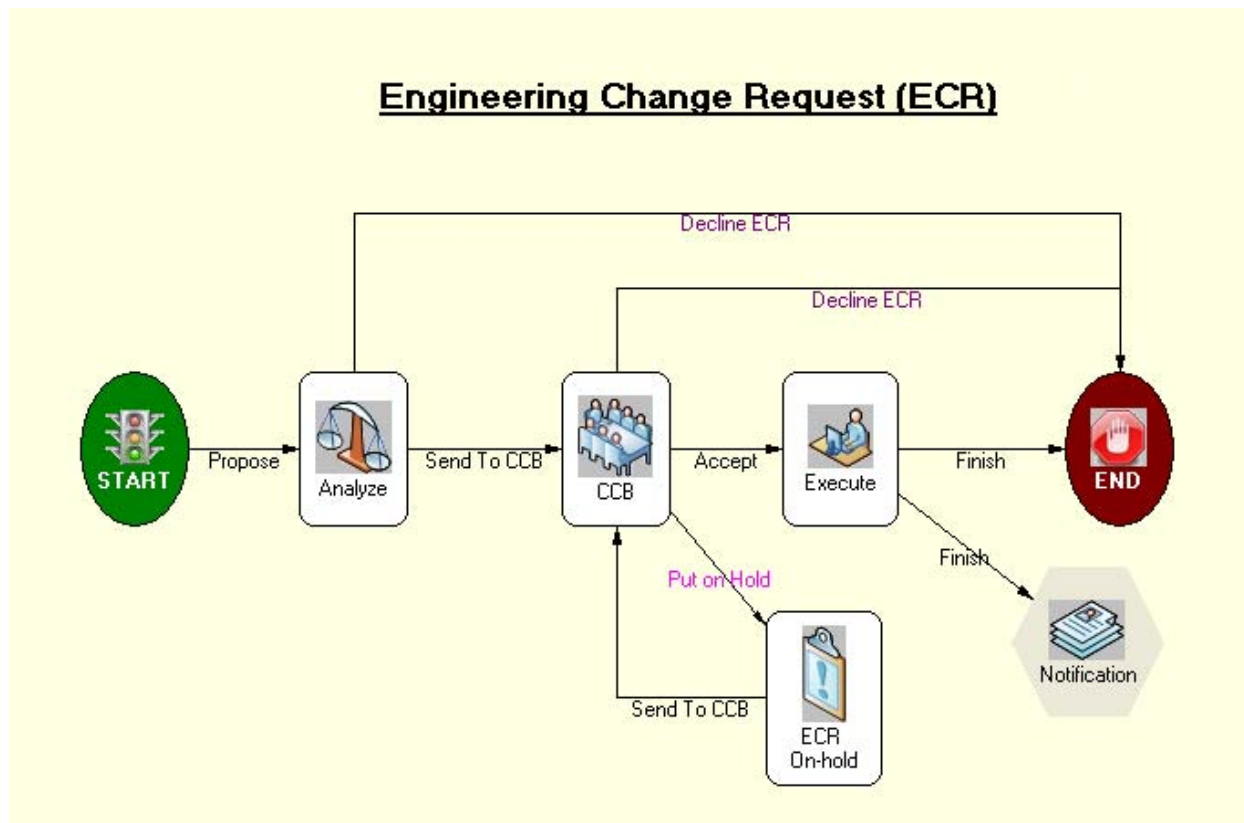 Engineering Change Request (ECR)
Decline ECR
Decline ECR
START
Propose
Analyze
Send To CCB
CCB
Accept
Execute
Finish
END
Put on Hold
Finish
Notification
Send To CCB
ECR
On-hold